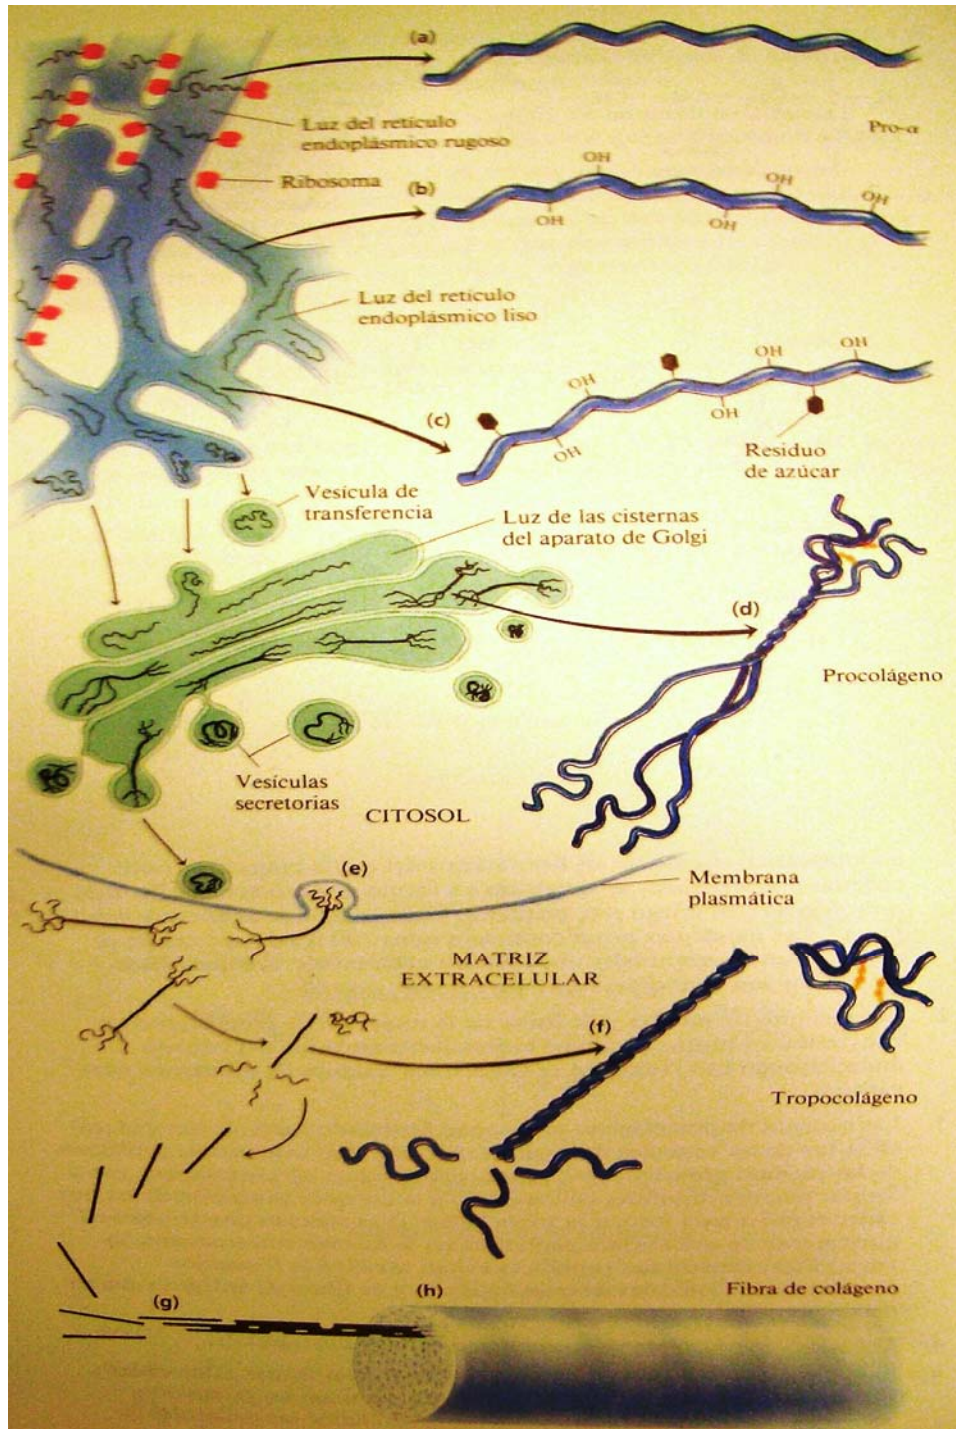 (a)
Luz del retículo
endoplásmico rugoso
Pro-α
Ribosoma
(b)
OH
OH
OH
OH
OH
Luz del retículo
endoplásmico liso
(c)
OH
OH
OH
OH
OH
Residuo
de azúcar
Vesícula de
transferencia
Luz de las cisternas
del aparato de Golgi
(d)
Procolágeno
Vesículas
secretorias
CITOSOL
(e)
Membrana
plasmática
MATRIZ
EXTRACELULAR
(f)
Tropocolágeno
(g)
(h)
Fibra de colágeno